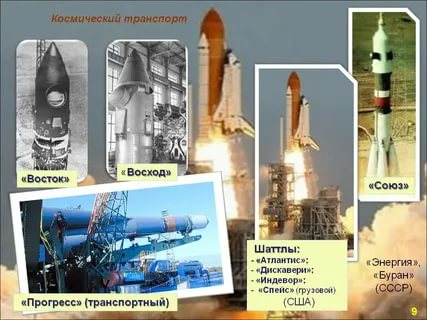 Космический транспорт
«Восток»
«Восход»
«Союз»
«Прогресс» (транспортный)
Шаттлы:
- «Атлантис»;
- «Дискавери»;
- «Индевор»;
- «Спейс» (грузовой)
(США)
«Энергия»,
«Буран»
(СССР)
9